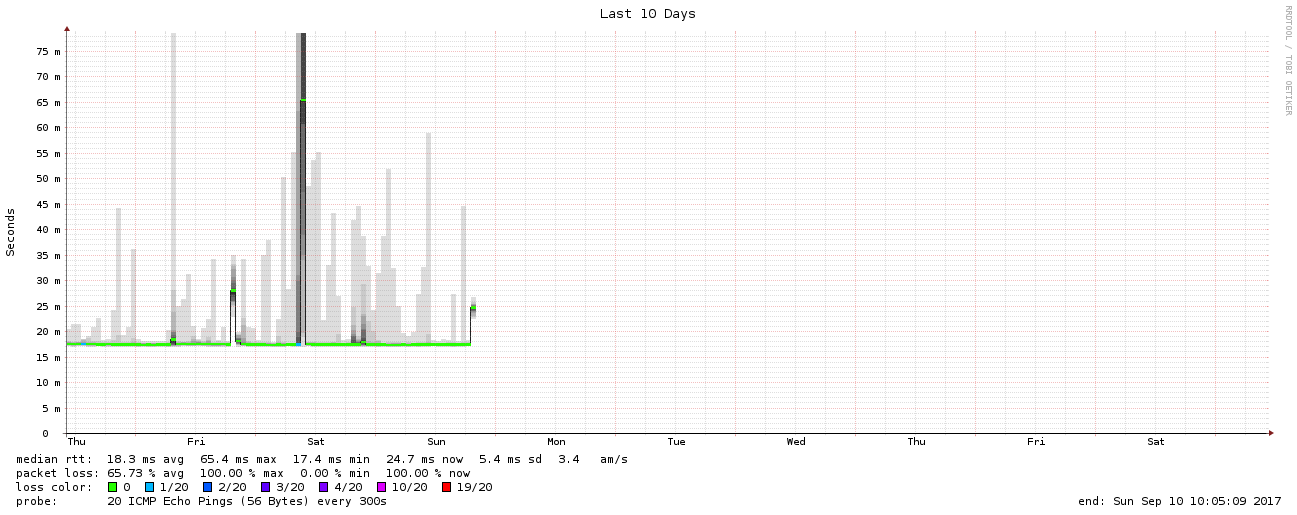 Last 10 Days
RRDTOOL / TOBI OETIKER
Seconds
75 m
70 m
65 m
60 m
55 m
50 m
45 m
40 m
35 m
30 m
25 m
20 m
15 m
10 m
5 m
0
Thu Fri Sat Sun Mon Tue Wed Thu Fri Sat
median rtt: 18.3 ms avg 65.4 ms max 17.4 ms min 24.7 ms now 5.4 ms sd 3.4 am/s
packet loss: 65.73 % avg 100.00 % max 0.00 % min 100.00 % now
loss color: 0 1/20 2/20 3/20 4/20 10/20 19/20
probe: 20 ICMP Echo Pings (56 Bytes) every 300s end: Sun Sep 10 10:05:09 2017